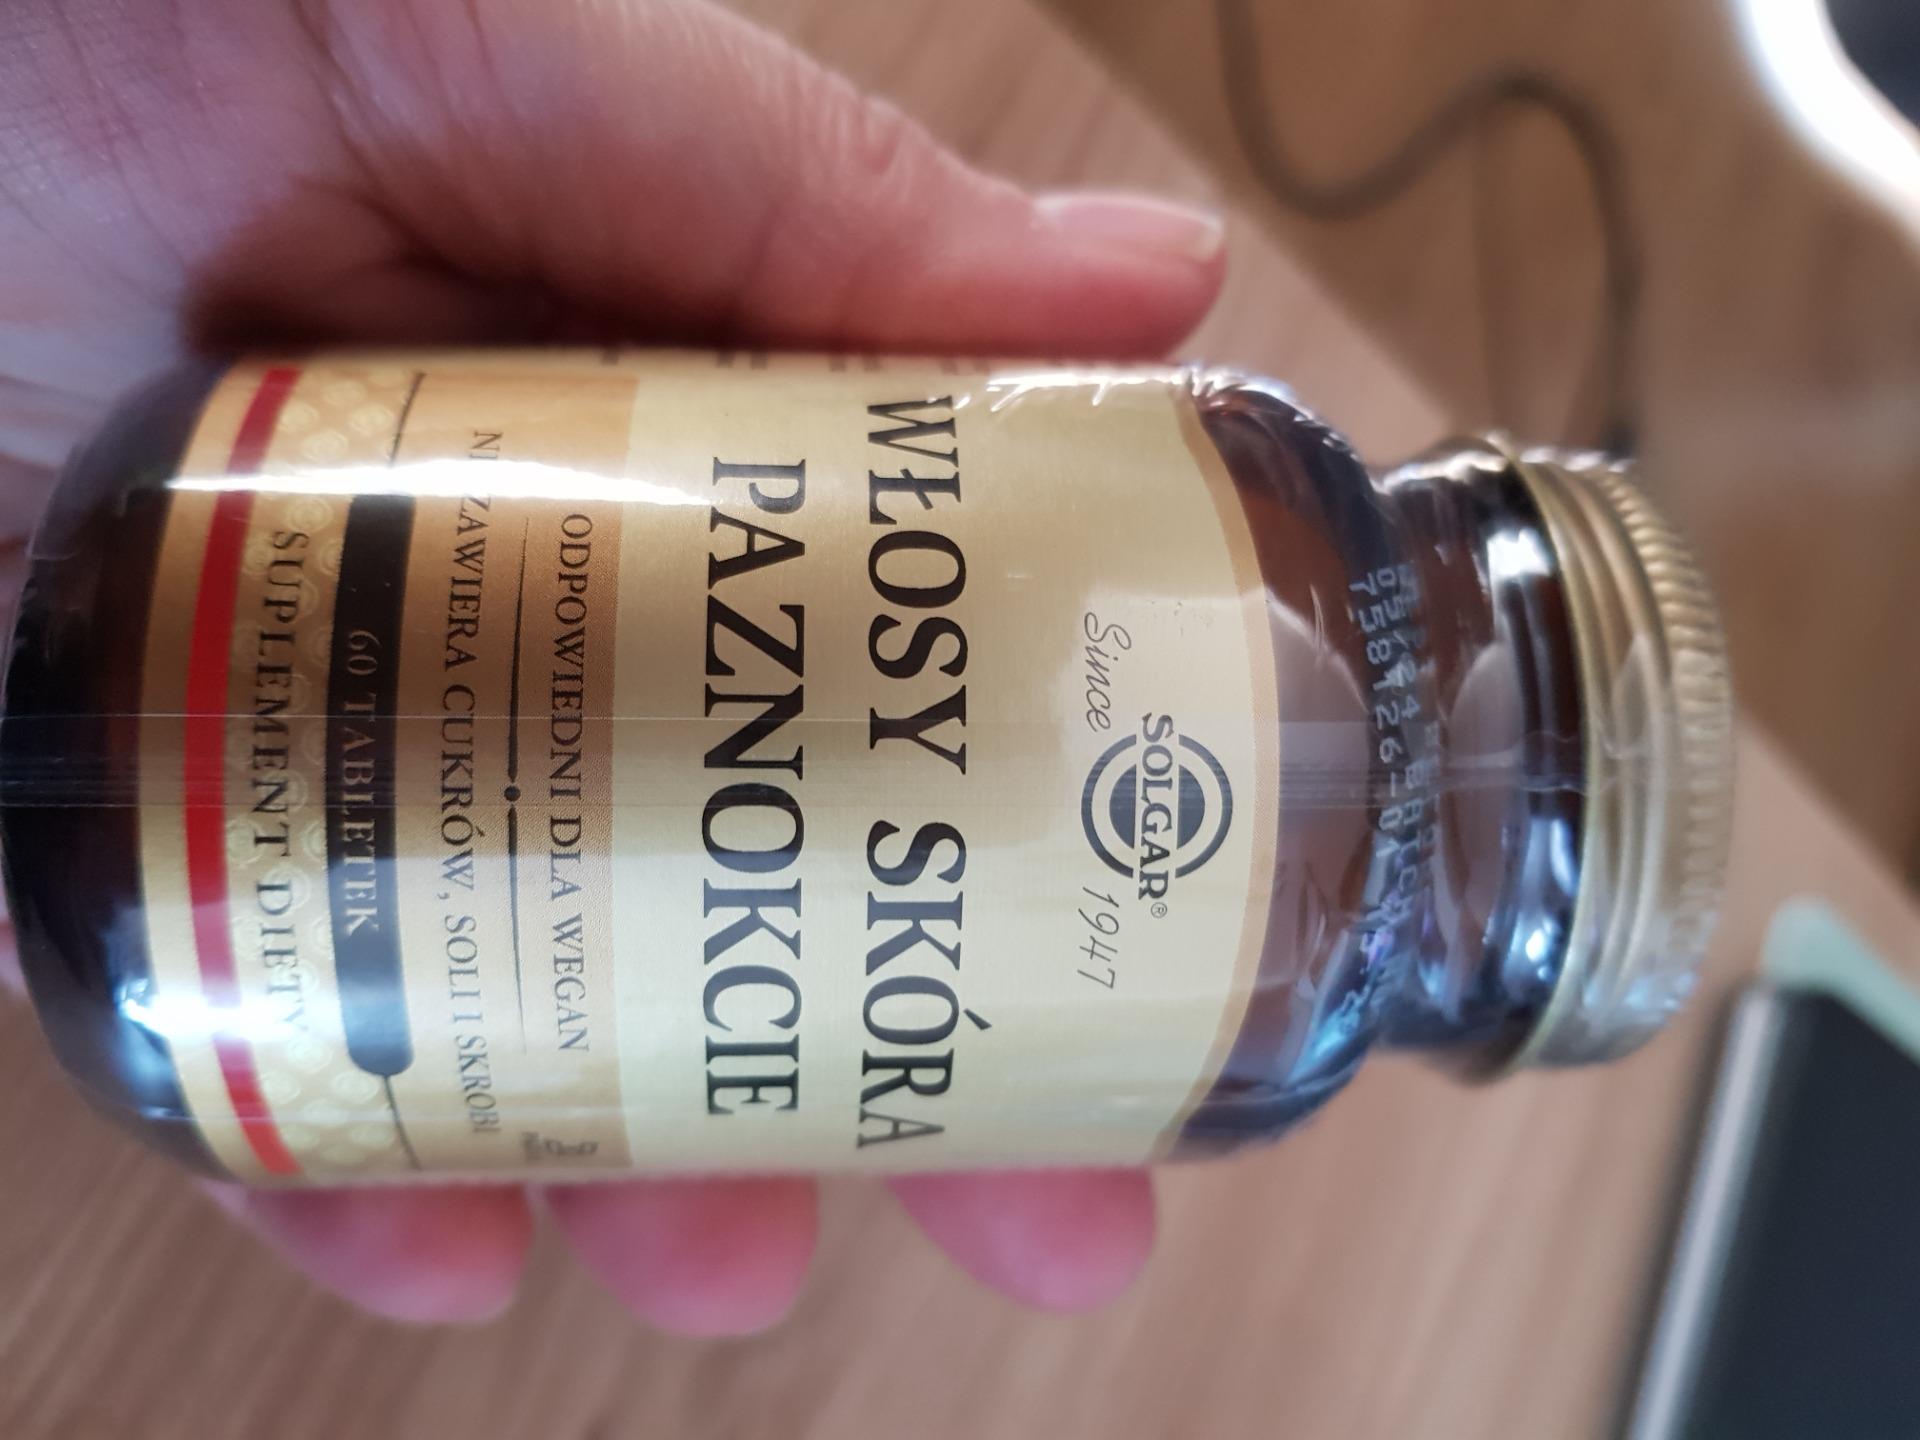 SOLGAR®
Since 1947
WŁOSY SKÓRA
PAZNOKCIE
ODPOWIEDNI DLA WEGAN
ZAWIERA CUKRÓW, SOLI I SKROBI
60 TABLETEK
SUPLEMENT DIETY